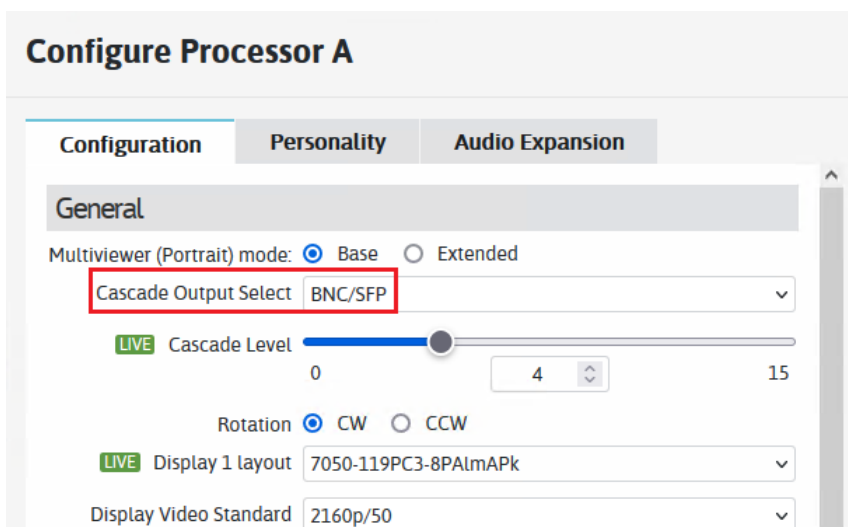 Configure Processor A
Configuration Personality Audio Expansion
General
Multiviewer (Portrait) mode: Base Extended
Cascade Output Select BNC/SFP
LIVE Cascade Level
0 4 15
Rotation CW CCW
LIVE Display 1 layout 7050-119PC3-8PAlmAPk
Display Video Standard 2160p/50